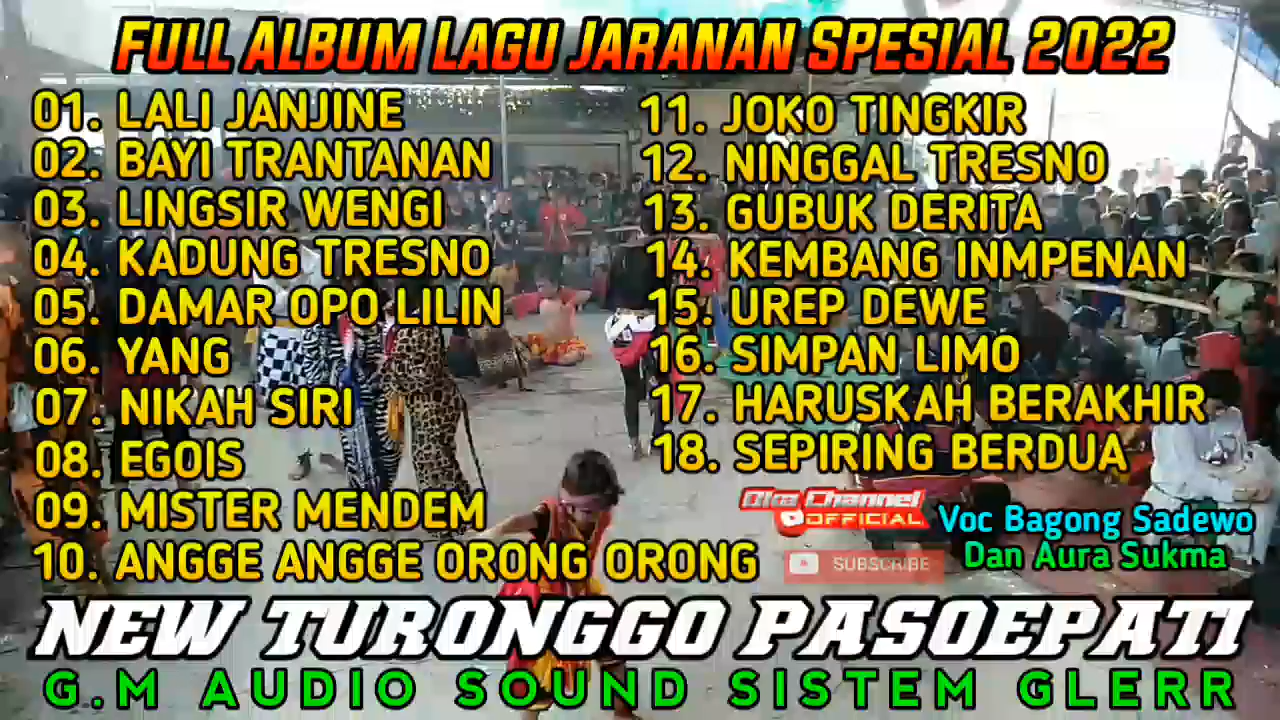 FULL ALBUM LAGU JARANAN SPESIAL 2022
01. LALI JANJINE
02. BAYI TRANTANAN
03. LINGSIR WENGI
04. KADUNG TRESNO
05. DAMAR OPO LILIN
06. YANG
07. NIKAH SIRI
08. EGOIS
09. MISTER MENDEM
10. ANGGE ANGGE ORONG ORONG
11. JOKO TINGKIR
12. NINGGAL TRESNO
13. GUBUK DERITA
14. KEMBANG INMPENAN
15. UREP DEWE
16. SIMPAN LIMO
17. HARUSKAH BERAKHIR
18. SEPIRING BERDUA
Channel
OFFICIAL
SUBSCRIBE
Voc Bagong Sadewo
Dan Aura Sukma
NEW TURONGGO PASOEPATI
G.M AUDIO SOUND SISTEM GLERR